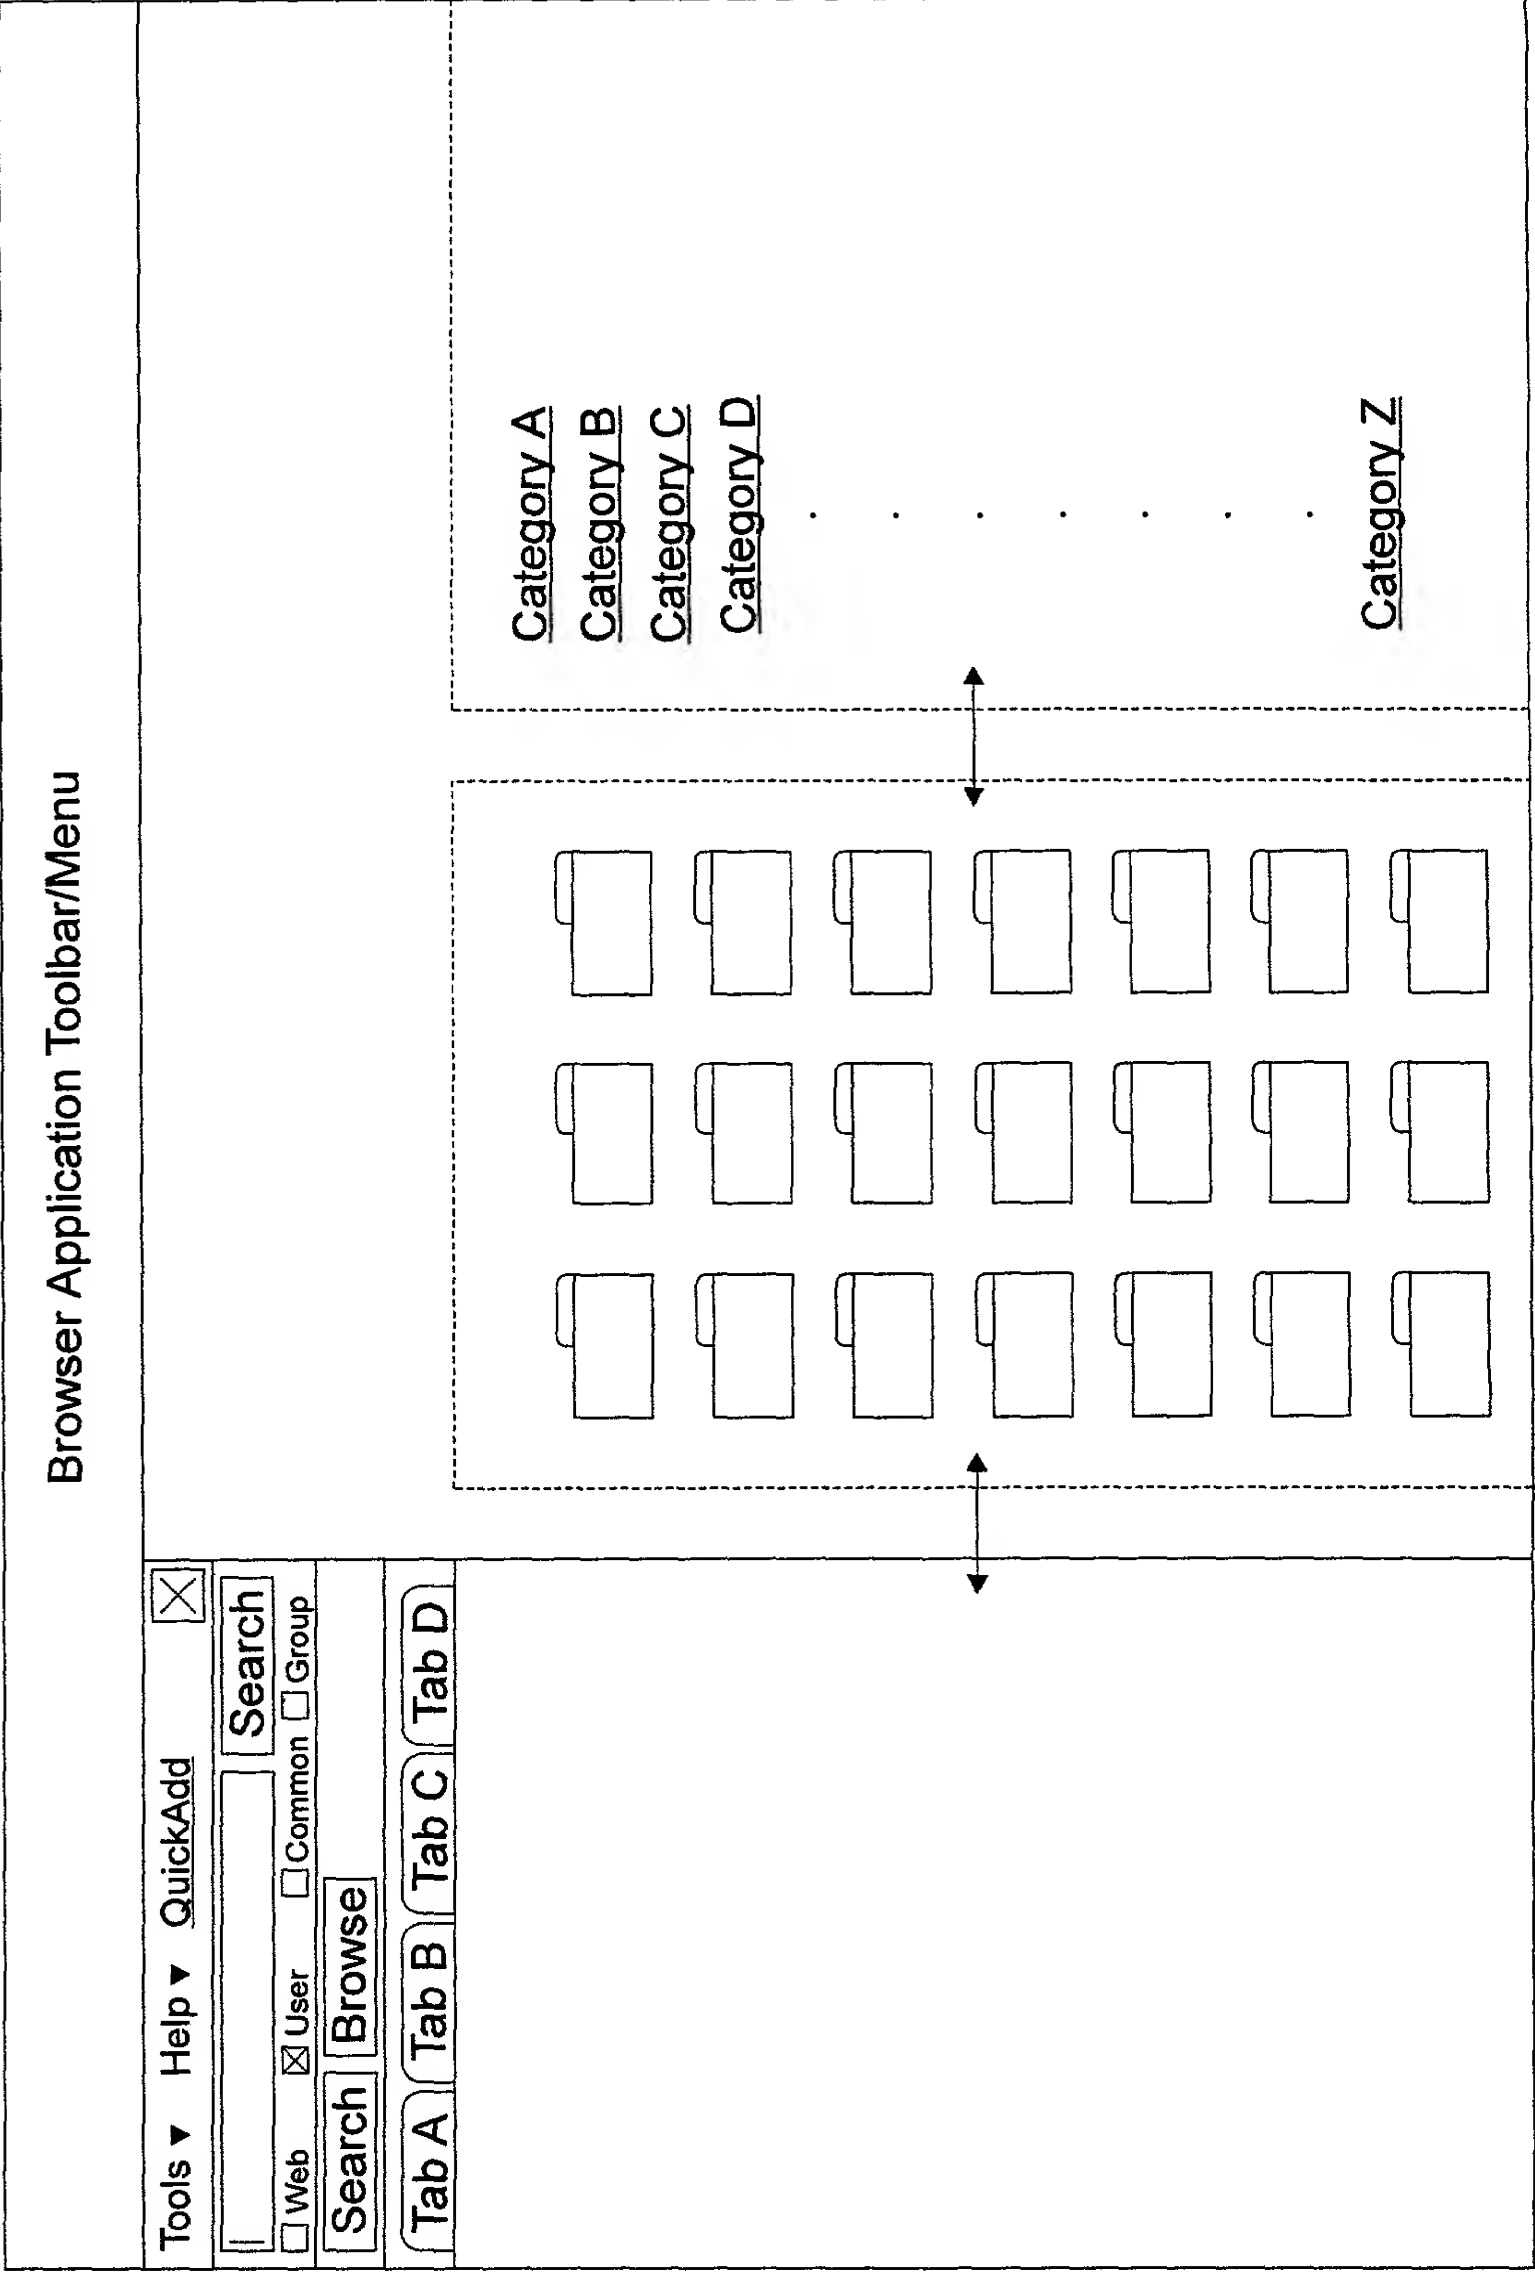 Browser Application Toolbar/Menu
Tools ▼ Help ▼ QuickAdd
Search
Web User Common Group
Search Browse
Tab A Tab B Tab C Tab D
Category A
Category B
Category C
Category D
Category Z